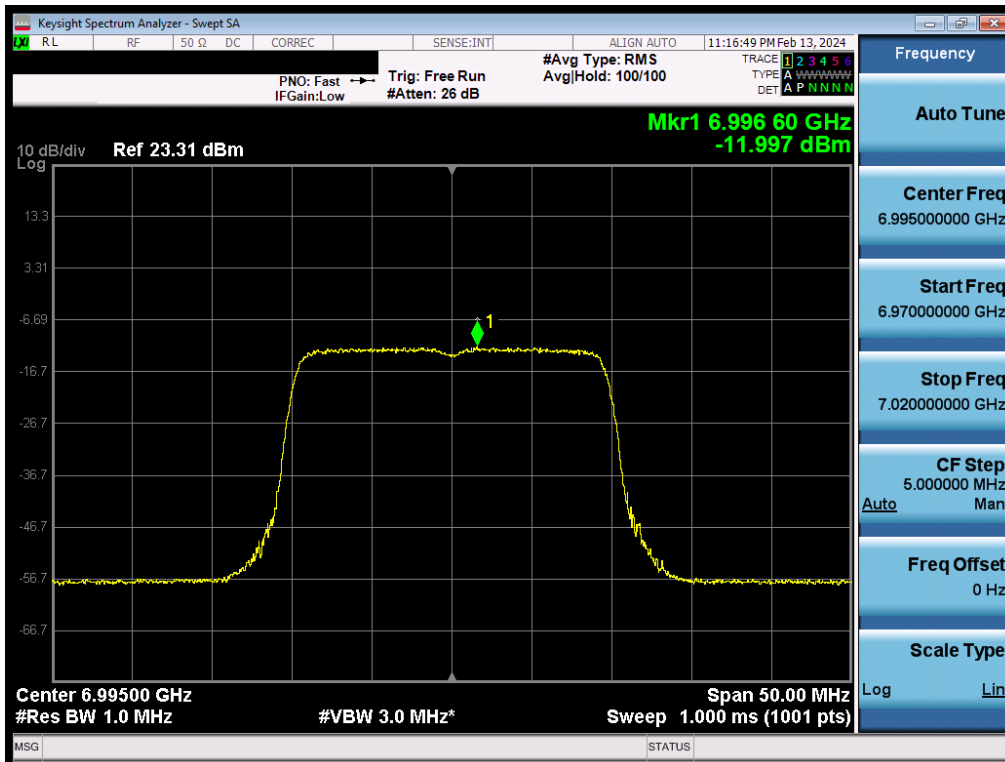 Keysight Spectrum Analyzer - Swept SA
LXI RL RF 50 Ω DC CORREC SENSE:INT ALIGN AUTO 11:16:49 PM Feb 13, 2024
PNO: Fast
IFGain:Low
Trig: Free Run
#Atten: 26 dB
#Avg Type: RMS
Avg|Hold: 100/100
TRACE 1 2 3 4 5 6
TYPE A WWWWW
DET A P N N N N
Mkr1 6.996 60 GHz
-11.997 dBm
10 dB/div Ref 23.31 dBm
Log
13.3
3.31
-6.69
1
-16.7
-26.7
-36.7
-46.7
-56.7
-66.7
Center 6.99500 GHz Span 50.00 MHz
#Res BW 1.0 MHz #VBW 3.0 MHz* Sweep 1.000 ms (1001 pts)
MSG STATUS
Frequency
Auto Tune
Center Freq
6.995000000 GHz
Start Freq
6.970000000 GHz
Stop Freq
7.020000000 GHz
CF Step
5.000000 MHz
Auto Man
Freq Offset
0 Hz
Scale Type
Log Lin